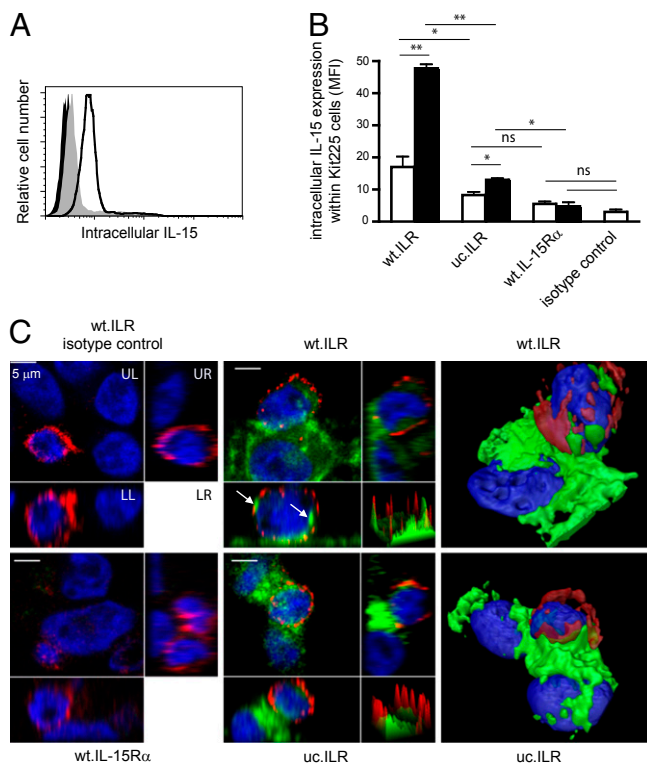 A
Relative cell number
Intracellular IL-15
B
intracellular IL-15 expression
within Kit225 cells (MFI)
50
40
30
20
10
0
**
*
**
ns
*
*
ns
wt.ILR
uc.ILR
wt.IL-15Rα
isotype control
C
wt.ILR
isotype control
wt.ILR
wt.ILR
5 μm
UL
UR
LL
LR
wt.IL-15Rα
uc.ILR
uc.ILR